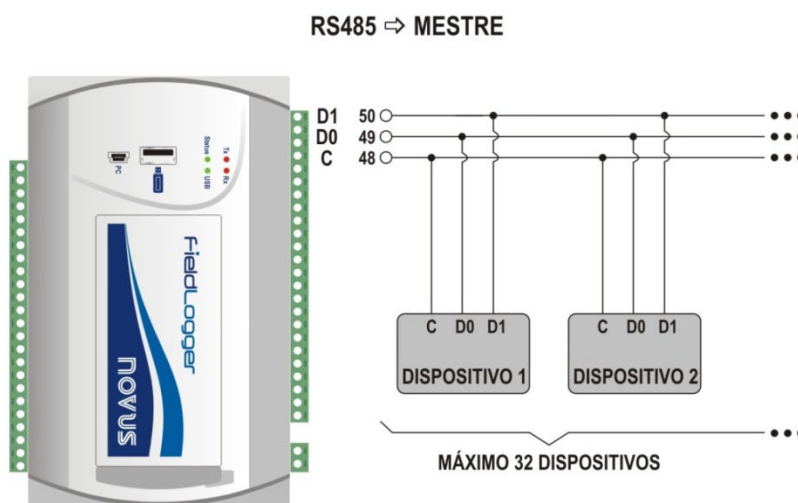 RS485 ⇨ MESTRE
D1 50
D0 49
C 48
Tx Rx
Status USB
PC
FieldLogger
NOVUS
C D0 D1 C D0 D1
DISPOSITIVO 1 DISPOSITIVO 2
MÁXIMO 32 DISPOSITIVOS